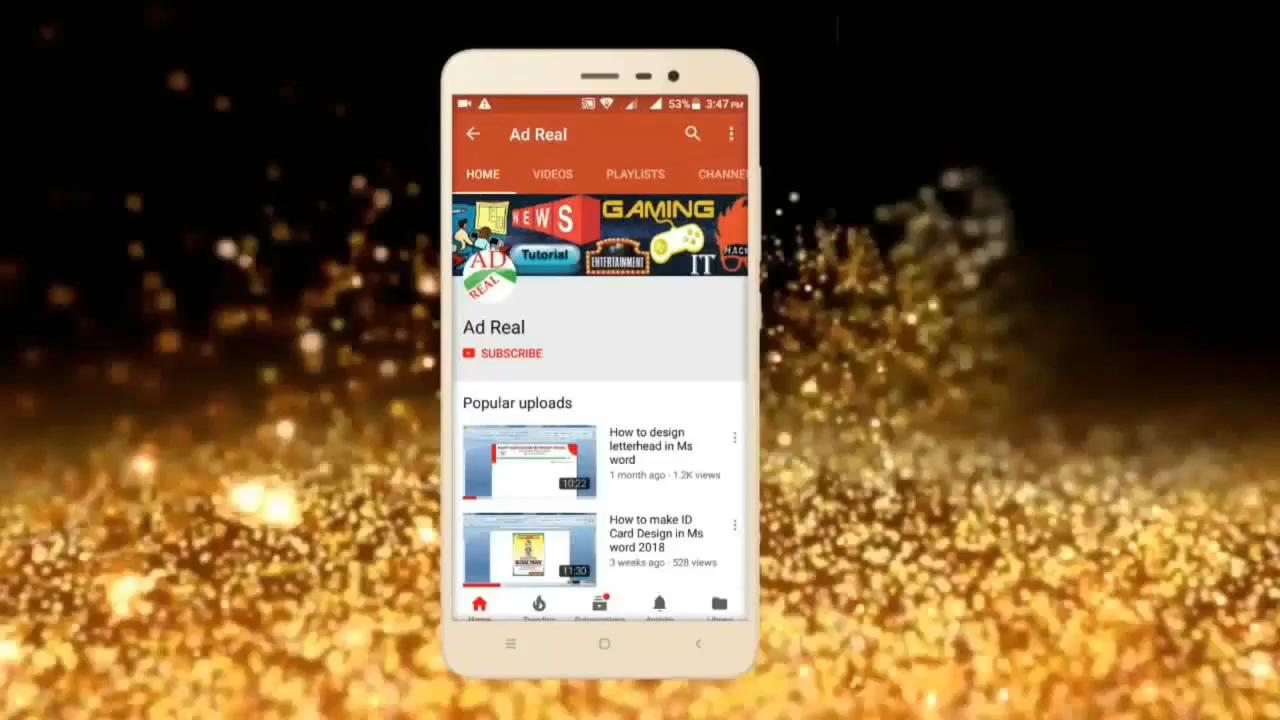 53% 3:47 PM
Ad Real
HOME VIDEOS PLAYLISTS CHANNE
NEWS GAMING
HACK
Tutorial ENTERTAINMENT IT
AD
REAL
Ad Real
SUBSCRIBE
Popular uploads
How to design
letterhead in Ms
word
1 month ago · 1.2K views
10:22
How to make ID
Card Design in Ms
word 2018
3 weeks ago · 528 views
11:30